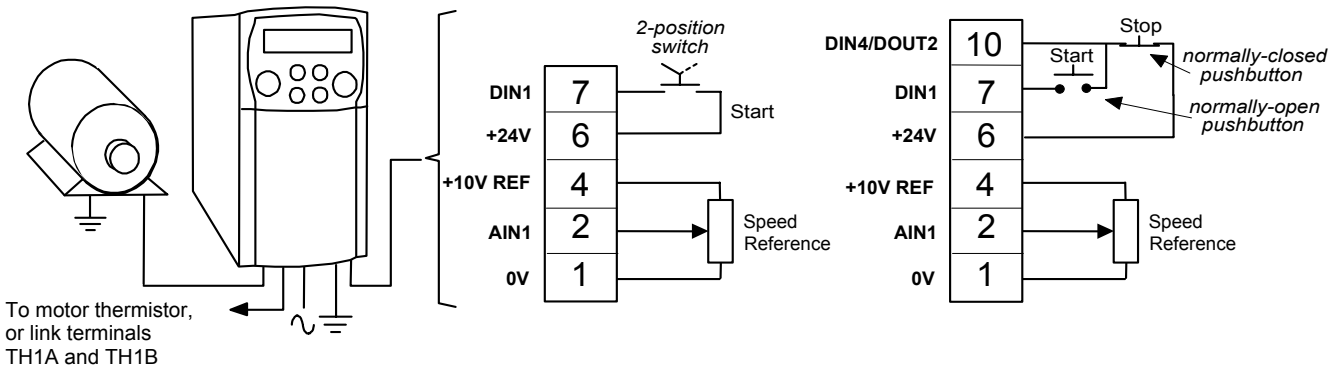 To motor thermistor,
or link terminals
TH1A and TH1B
2-position
switch
DIN1 7
Start
+24V 6
+10V REF 4
AIN1 2
Speed
Reference
0V 1
DIN4/DOUT2 10
Stop
Start
normally-closed
pushbutton
DIN1 7
normally-open
pushbutton
+24V 6
+10V REF 4
AIN1 2
Speed
Reference
0V 1